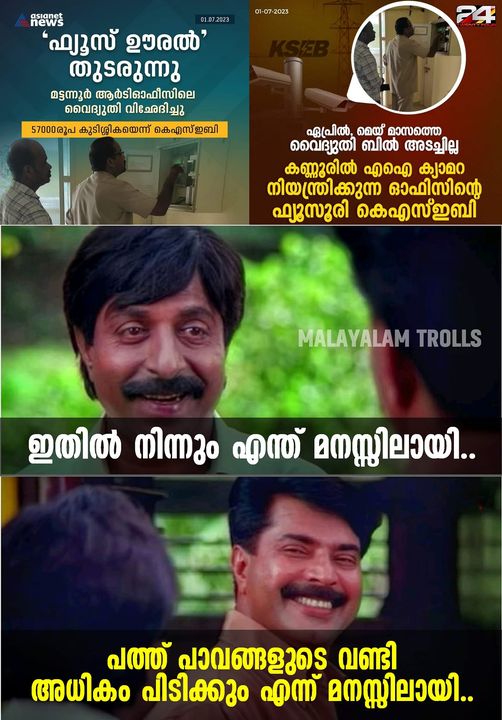 asianet
news
01.07.2023
‘ഫ്യൂസ് ഊരൽ’
തുടരുന്നു
മട്ടന്നൂർ ആർടിഓഫീസിലെ
വൈദ്യുതി വിഛേദിച്ചു
57000രൂപ കുടിശ്ശികയെന്ന് കെഎസ്ഇബി
01-07-2023
24
KSEB
ഏപ്രിൽ, മെയ് മാസത്തെ
വൈദ്യുതി ബിൽ അടച്ചില്ല
കണ്ണൂരിൽ എഐ ക്യാമറ
നിയന്ത്രിക്കുന്ന ഓഫിസിന്റെ
ഫ്യൂസൂരി കെഎസ്ഇബി
MALAYALAM TROLLS
ഇതിൽ നിന്നും എന്ത് മനസ്സിലായി..
പത്ത് പാവങ്ങളുടെ വണ്ടി
അധികം പിടിക്കും എന്ന് മനസ്സിലായി..